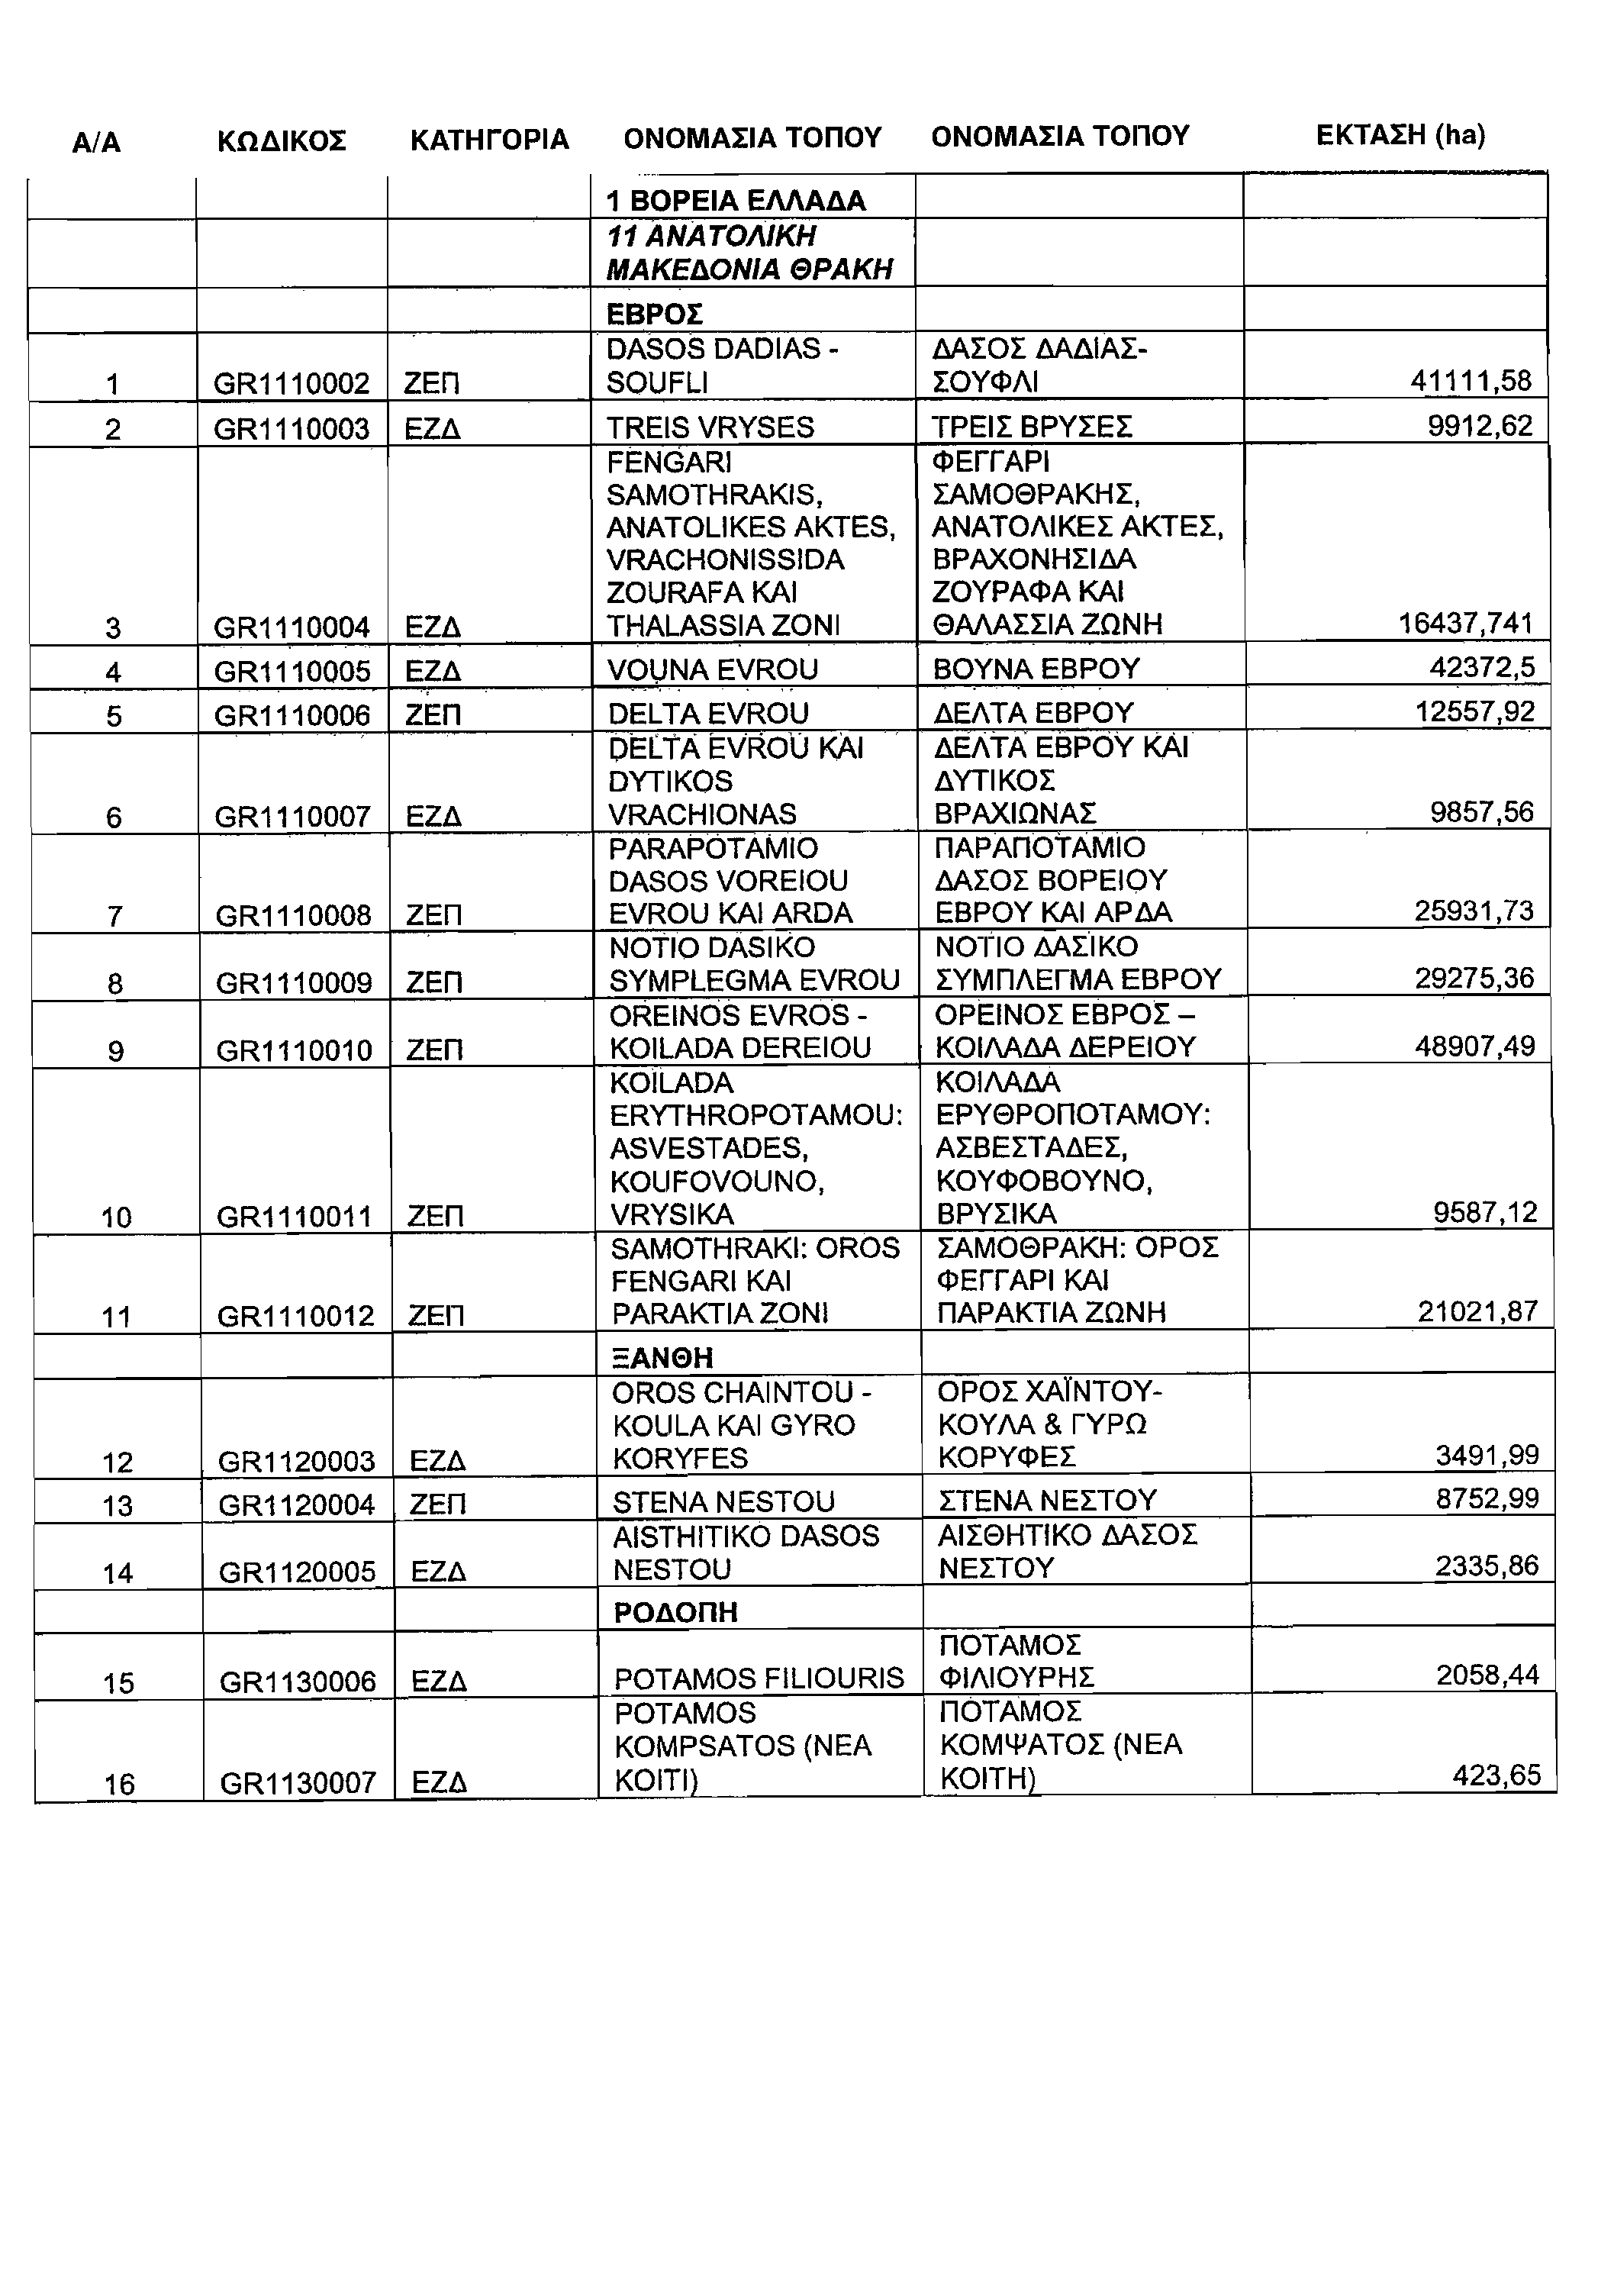 Α/Α ΚΩΔΙΚΟΣ ΚΑΤΗΓΟΡΙΑ ΟΝΟΜΑΣΙΑ ΤΟΠΟΥ ΟΝΟΜΑΣΙΑ ΤΟΠΟΥ ΕΚΤΑΣΗ (ha)
1 ΒΟΡΕΙΑ ΕΛΛΑΔΑ
11 ΑΝΑΤΟΛΙΚΗ
ΜΑΚΕΔΟΝΙΑ ΘΡΑΚΗ
ΕΒΡΟΣ
DASOS DADIAS - ΔΑΣΟΣ ΔΑΔΙΑΣ-
1 GR1110002 ΖΕΠ SOUFLI ΣΟΥΦΛΙ 41111,58
2 GR1110003 ΕΖΔ TREIS VRYSES ΤΡΕΙΣ ΒΡΥΣΕΣ 9912,62
FENGARI ΦΕΓΓΑΡΙ
SAMOTHRAKIS, ΣΑΜΟΘΡΑΚΗΣ,
ANATOLIKES AKTES, ΑΝΑΤΟΛΙΚΕΣ ΑΚΤΕΣ,
VRACHONISSIDA ΒΡΑΧΟΝΗΣΙΔΑ
ZOURAFA KAI ΖΟΥΡΑΦΑ ΚΑΙ
3 GR1110004 ΕΖΔ THALASSIA ZONI ΘΑΛΑΣΣΙΑ ΖΩΝΗ 16437,741
4 GR1110005 ΕΖΔ VOUNA EVROU ΒΟΥΝΑ ΕΒΡΟΥ 42372,5
5 GR1110006 ΖΕΠ DELTA EVROU ΔΕΛΤΑ ΕΒΡΟΥ 12557,92
DELTA EVROU KAI ΔΕΛΤΑ ΕΒΡΟΥ ΚΑΙ
DYTIKOS ΔΥΤΙΚΟΣ
6 GR1110007 ΕΖΔ VRACHIONAS ΒΡΑΧΙΩΝΑΣ 9857,56
PARAPOTAMIO ΠΑΡΑΠΟΤΑΜΙΟ
DASOS VOREIOU ΔΑΣΟΣ ΒΟΡΕΙΟΥ
7 GR1110008 ΖΕΠ EVROU KAI ARDA ΕΒΡΟΥ ΚΑΙ ΑΡΔΑ 25931,73
NOTIO DASIKO ΝΟΤΙΟ ΔΑΣΙΚΟ
8 GR1110009 ΖΕΠ SYMPLEGMA EVROU ΣΥΜΠΛΕΓΜΑ ΕΒΡΟΥ 29275,36
OREINOS EVROS - ΟΡΕΙΝΟΣ ΕΒΡΟΣ –
9 GR1110010 ΖΕΠ KOILADA DEREIOU ΚΟΙΛΑΔΑ ΔΕΡΕΙΟΥ 48907,49
KOILADA ΚΟΙΛΑΔΑ
ERYTHROPOTAMOU: ΕΡΥΘΡΟΠΟΤΑΜΟΥ:
ASVESTADES, ΑΣΒΕΣΤΑΔΕΣ,
KOUFOVOUNO, ΚΟΥΦΟΒΟΥΝΟ,
10 GR1110011 ΖΕΠ VRYSIKA ΒΡΥΣΙΚΑ 9587,12
SAMOTHRAKI: OROS ΣΑΜΟΘΡΑΚΗ: ΟΡΟΣ
FENGARI KAI ΦΕΓΓΑΡΙ ΚΑΙ
11 GR1110012 ΖΕΠ PARAKTIA ZONI ΠΑΡΑΚΤΙΑ ΖΩΝΗ 21021,87
ΞΑΝΘΗ
OROS CHAINTOU - ΟΡΟΣ ΧΑΪΝΤΟΥ-
KOULA KAI GYRO ΚΟΥΛΑ & ΓΥΡΩ
12 GR1120003 ΕΖΔ KORYFES ΚΟΡΥΦΕΣ 3491,99
13 GR1120004 ΖΕΠ STENA NESTOU ΣΤΕΝΑ ΝΕΣΤΟΥ 8752,99
AISTHITIKO DASOS ΑΙΣΘΗΤΙΚΟ ΔΑΣΟΣ
14 GR1120005 ΕΖΔ NESTOU ΝΕΣΤΟΥ 2335,86
ΡΟΔΟΠΗ
ΠΟΤΑΜΟΣ
15 GR1130006 ΕΖΔ POTAMOS FILIOURIS ΦΙΛΙΟΥΡΗΣ 2058,44
POTAMOS ΠΟΤΑΜΟΣ
KOMPSATOS (NEA ΚΟΜΨΑΤΟΣ (ΝΕΑ
16 GR1130007 ΕΖΔ KOITI) ΚΟΙΤΗ) 423,65